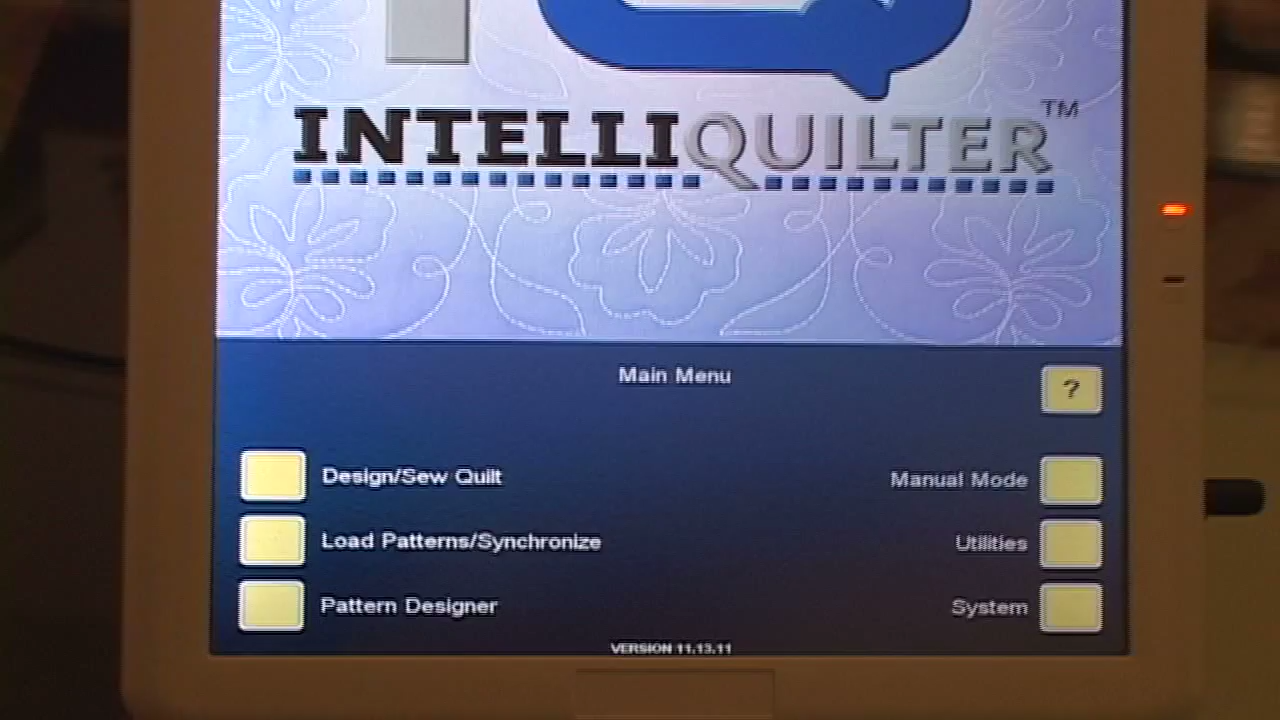 INTELLIQUILTER™
Main Menu
?
Design/Sew Quilt
Manual Mode
Load Patterns/Synchronize
Utilities
Pattern Designer
System
VERSION 11.13.11